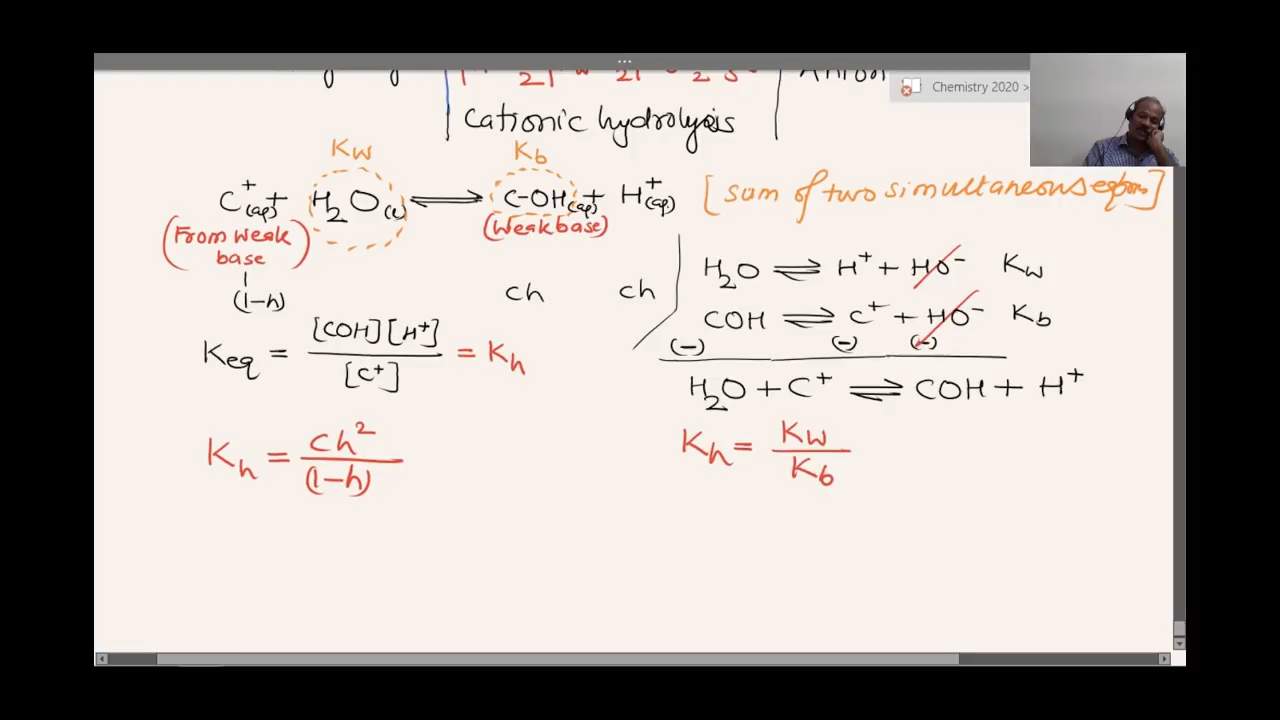 Chemistry 2020 >
Cationic hydrolysis
Kw Kb
C⁺(aq) + H₂O(l) ⇌ C-OH(aq) + H⁺(aq) [sum of two simultaneous eqbms]
(From weak base) (Weak base)
(1-h) ch ch
H₂O ⇌ H⁺ + HO⁻ Kw
COH ⇌ C⁺ + HO⁻ Kb
(-) (-) (-)
Keq = [COH][H⁺] / [C⁺] = Kh
H₂O + C⁺ ⇌ COH + H⁺
Kh = ch² / (1-h)
Kh = Kw / Kb